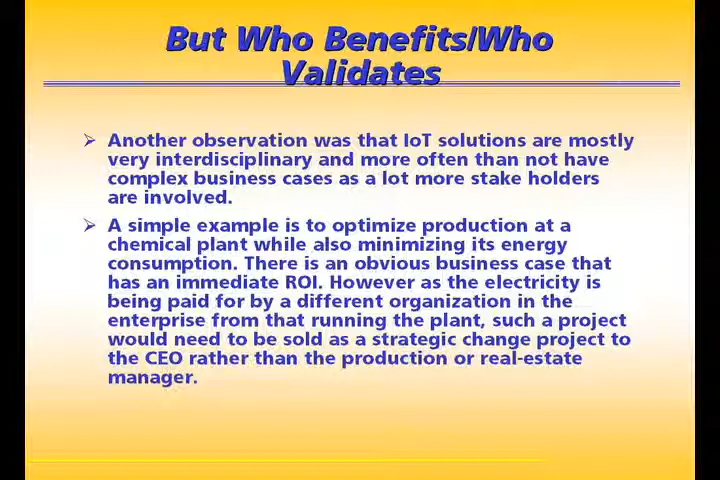 But Who Benefits/Who
Validates
Another observation was that IoT solutions are mostly
very interdisciplinary and more often than not have
complex business cases as a lot more stake holders
are involved.
A simple example is to optimize production at a
chemical plant while also minimizing its energy
consumption. There is an obvious business case that
has an immediate ROI. However as the electricity is
being paid for by a different organization in the
enterprise from that running the plant, such a project
would need to be sold as a strategic change project to
the CEO rather than the production or real-estate
manager.